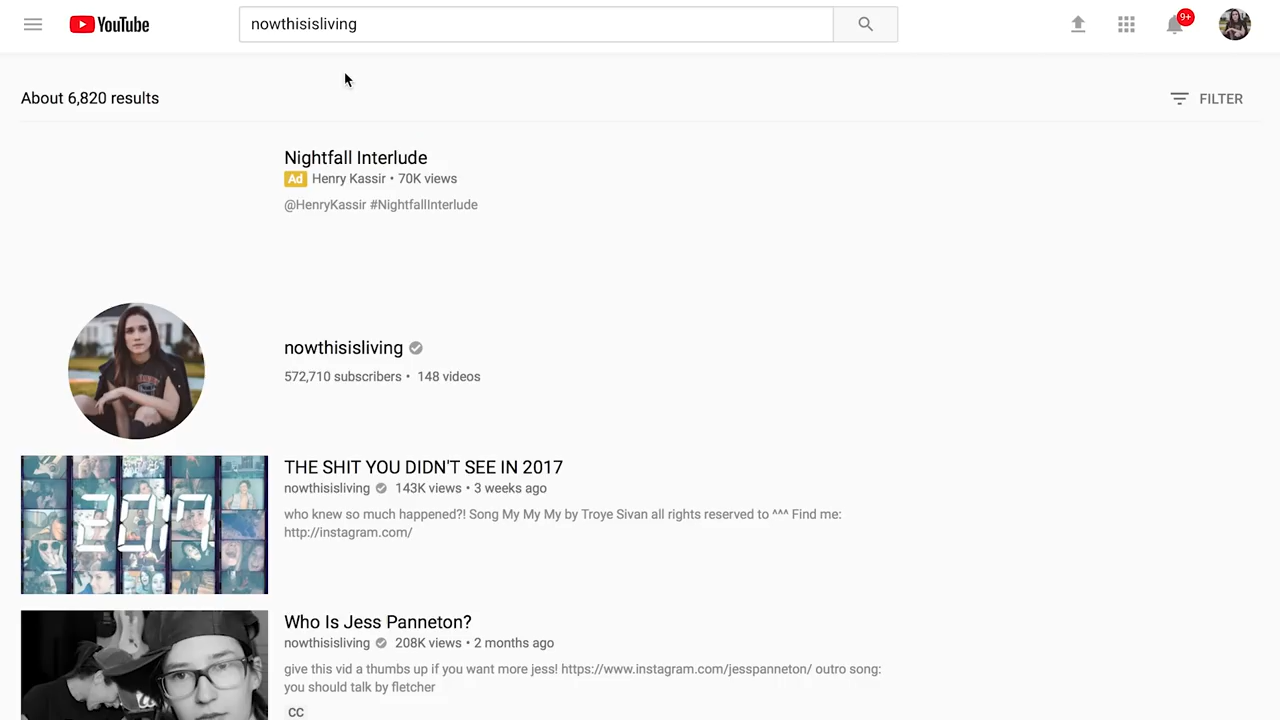 YouTube
nowthisisliving
9+
About 6,820 results
FILTER
Nightfall Interlude
Ad Henry Kassir • 70K views
@HenryKassir #NightfallInterlude
nowthisisliving
572,710 subscribers • 148 videos
2017
THE SHIT YOU DIDN'T SEE IN 2017
nowthisisliving 143K views • 3 weeks ago
who knew so much happened?! Song My My My by Troye Sivan all rights reserved to ^^^ Find me:
http://instagram.com/
Who Is Jess Panneton?
nowthisisliving 208K views • 2 months ago
give this vid a thumbs up if you want more jess! https://www.instagram.com/jesspanneton/ outro song:
you should talk by fletcher
CC